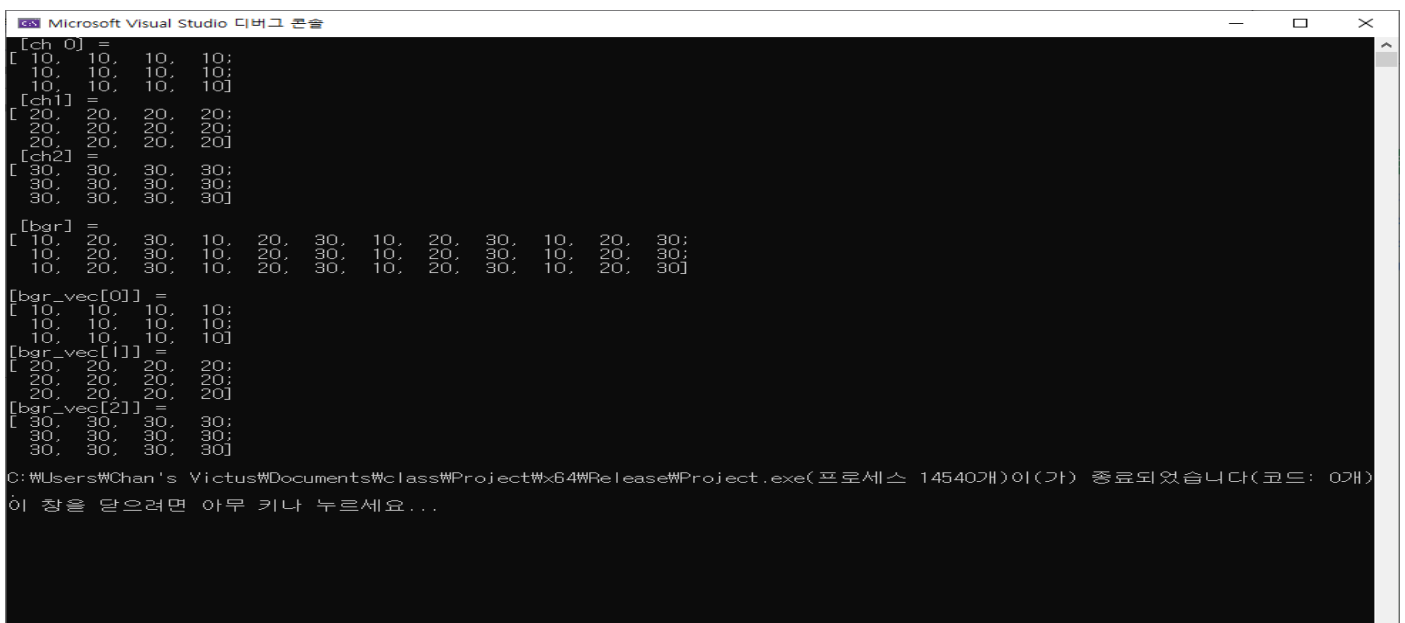 Microsoft Visual Studio 디버그 콘솔
[ch 0] =
[ 10,  10,  10,  10;
  10,  10,  10,  10;
  10,  10,  10,  10]
[ch1] =
[ 20,  20,  20,  20;
  20,  20,  20,  20;
  20,  20,  20,  20]
[ch2] =
[ 30,  30,  30,  30;
  30,  30,  30,  30;
  30,  30,  30,  30]
[bgr] =
[ 10,  20,  30,  10,  20,  30,  10,  20,  30,  10,  20,  30;
  10,  20,  30,  10,  20,  30,  10,  20,  30,  10,  20,  30;
  10,  20,  30,  10,  20,  30,  10,  20,  30,  10,  20,  30]
[bgr_vec[0]] =
[ 10,  10,  10,  10;
  10,  10,  10,  10;
  10,  10,  10,  10]
[bgr_vec[l]] =
[ 20,  20,  20,  20;
  20,  20,  20,  20;
  20,  20,  20,  20]
[bgr_vec[2]] =
[ 30,  30,  30,  30;
  30,  30,  30,  30;
  30,  30,  30,  30]
C:₩Users₩Chan's Victus₩Documents₩class₩Project₩x64₩Release₩Project.exe(프로세스 14540개)이(가) 종료되었습니다(코드: 0개)
.
이 창을 닫으려면 아무 키나 누르세요...